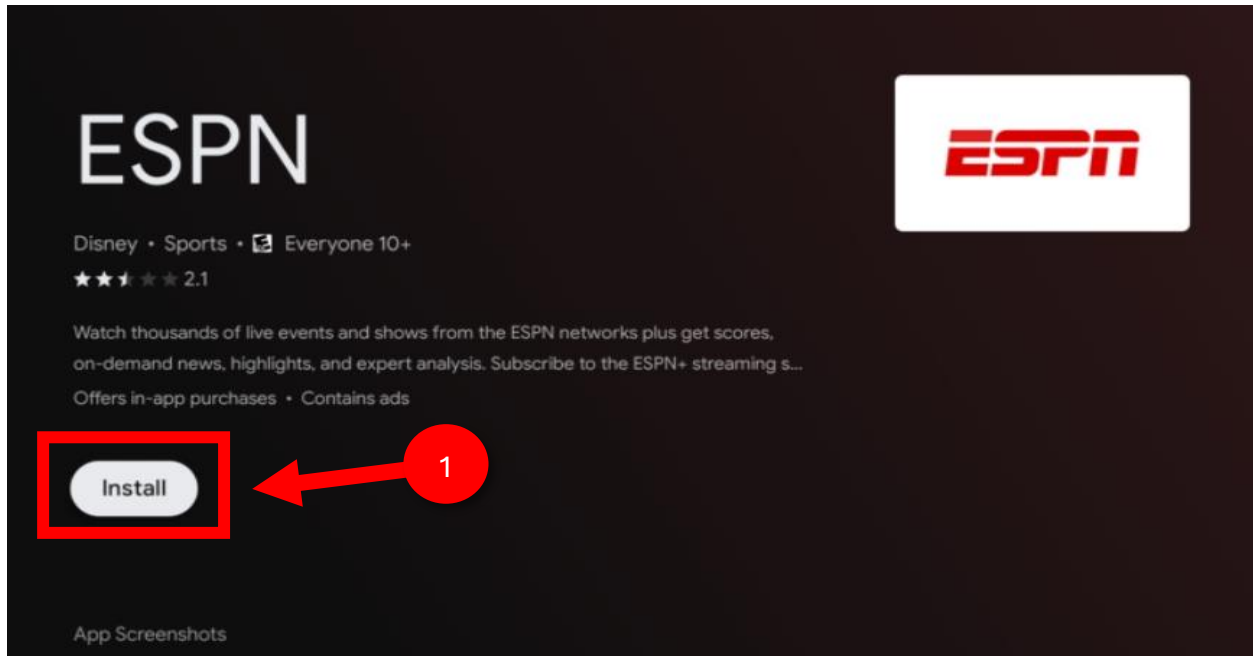 ESPN
ESPN
Disney • Sports • E Everyone 10+
2.1
Watch thousands of live events and shows from the ESPN networks plus get scores,
on-demand news, highlights, and expert analysis. Subscribe to the ESPN+ streaming s...
Offers in-app purchases • Contains ads
1
Install
App Screenshots